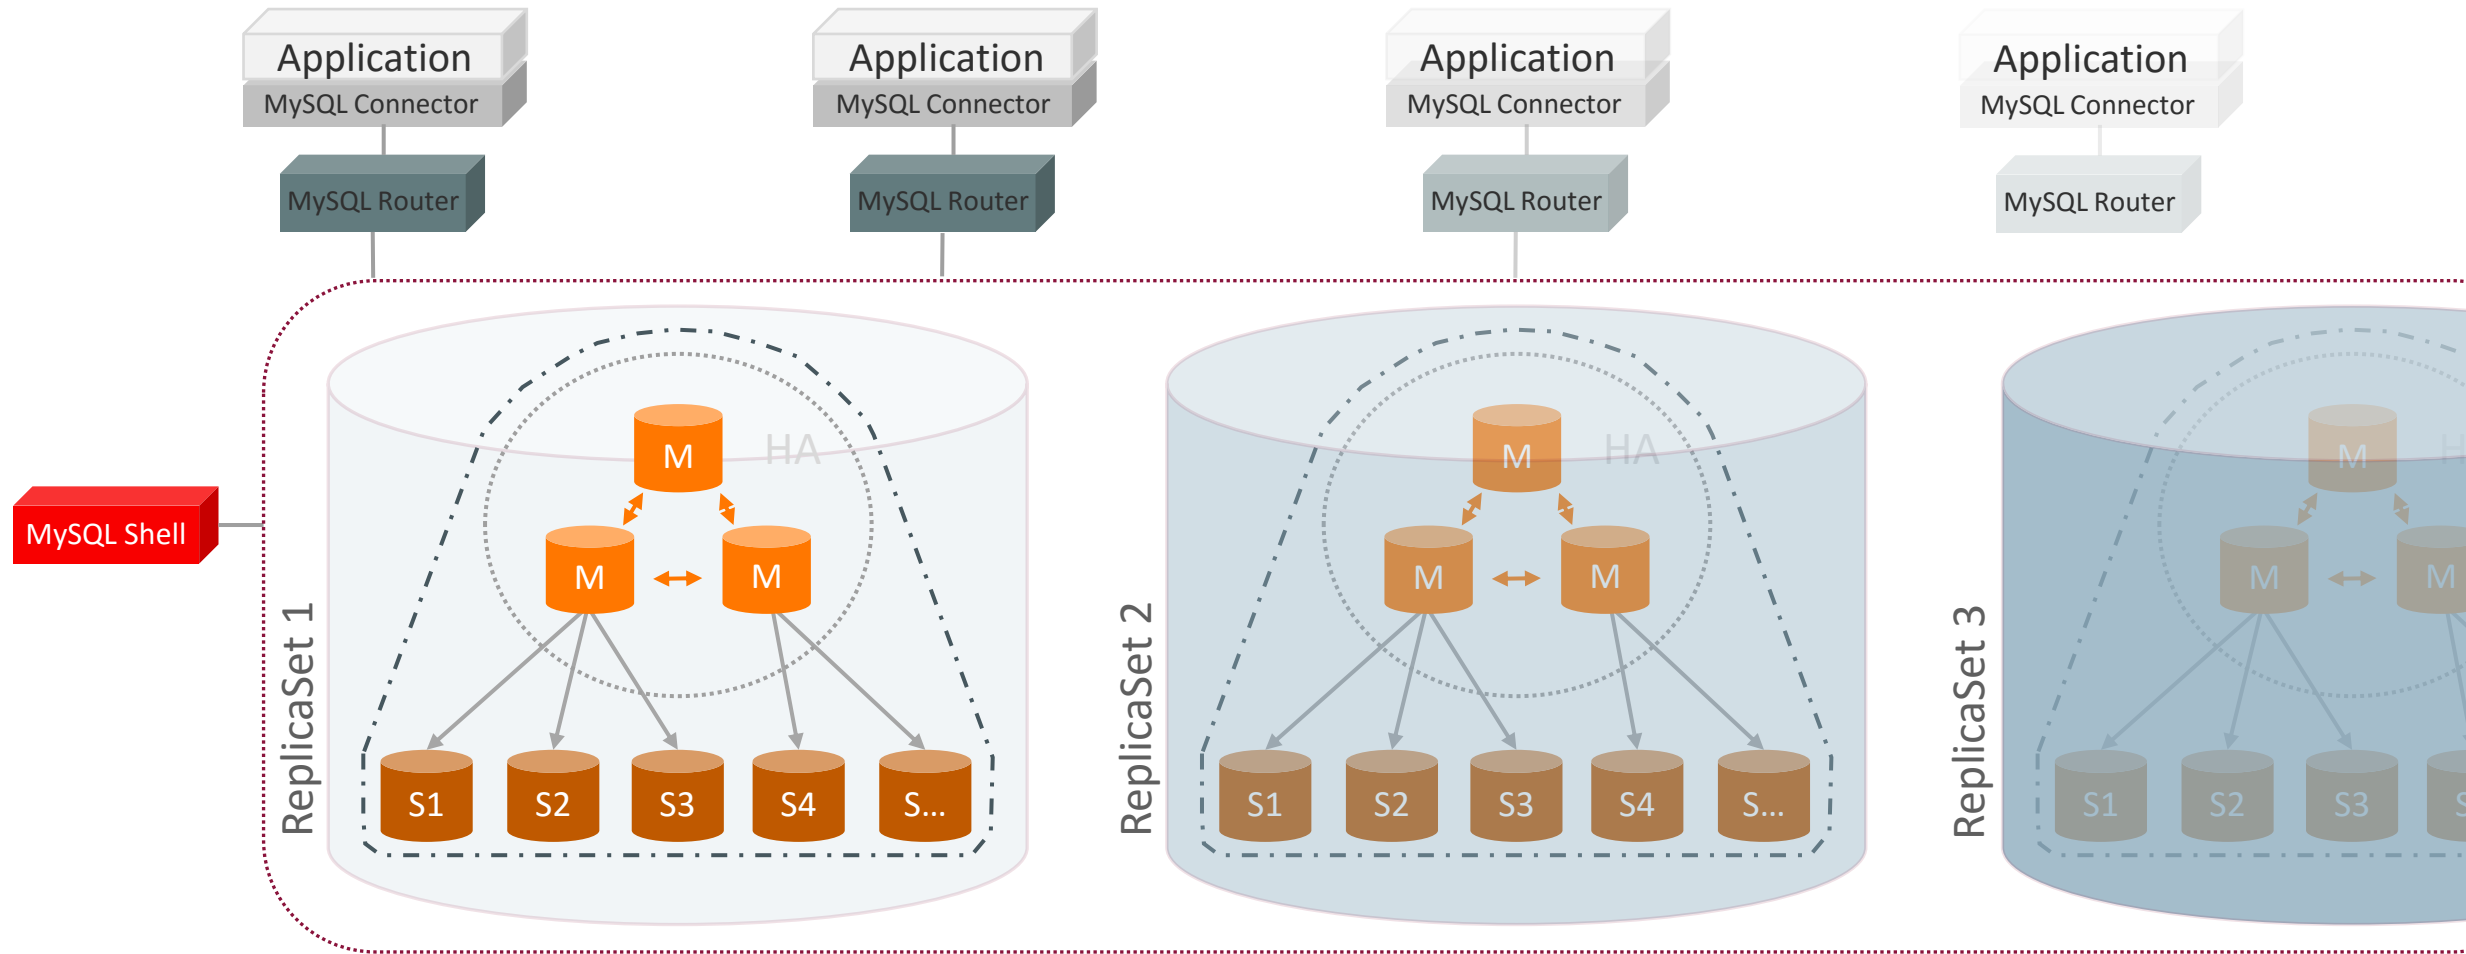 Application
MySQL Connector
MySQL Router
Application
MySQL Connector
MySQL Router
Application
MySQL Connector
MySQL Router
Application
MySQL Connector
MySQL Router
MySQL Shell
ReplicaSet 1
HA
M
M
M
S1
S2
S3
S4
S...
ReplicaSet 2
HA
M
M
M
S1
S2
S3
S4
S...
ReplicaSet 3
M
M
M
S1
S2
S3